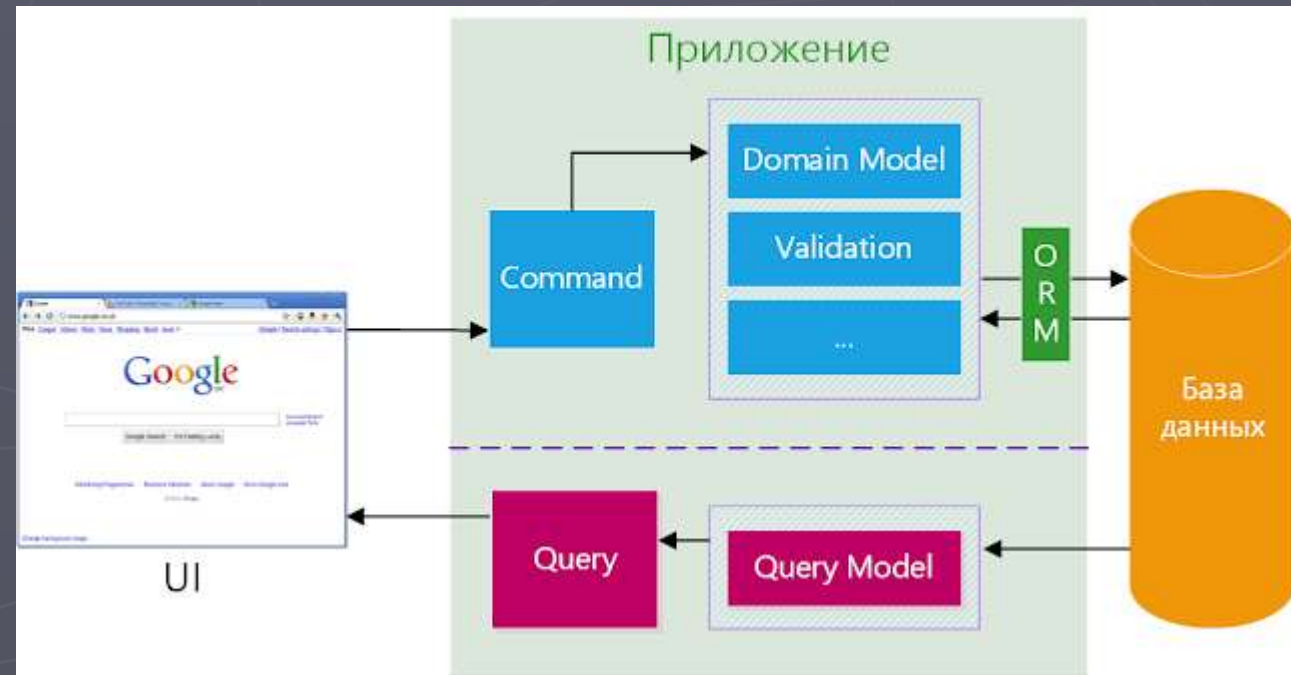 Приложение
Domain Model
Command
Validation
...
O
R
M
База
данных
Google
UI
Query
Query Model